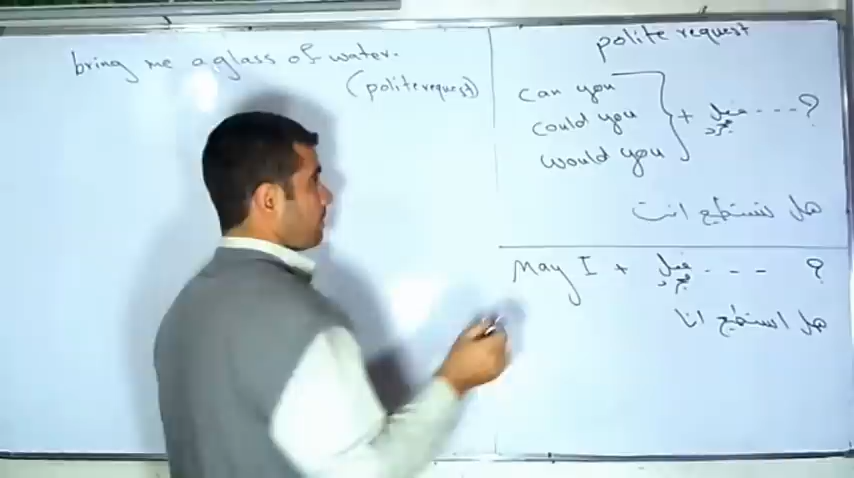 bring me a glass of water.
(polite request)
polite request
can you
could you
would you
+ فعل مجرد ----?
هل تستطيع انت
May I + فعل مجرد --- ?
هل استطيع انا